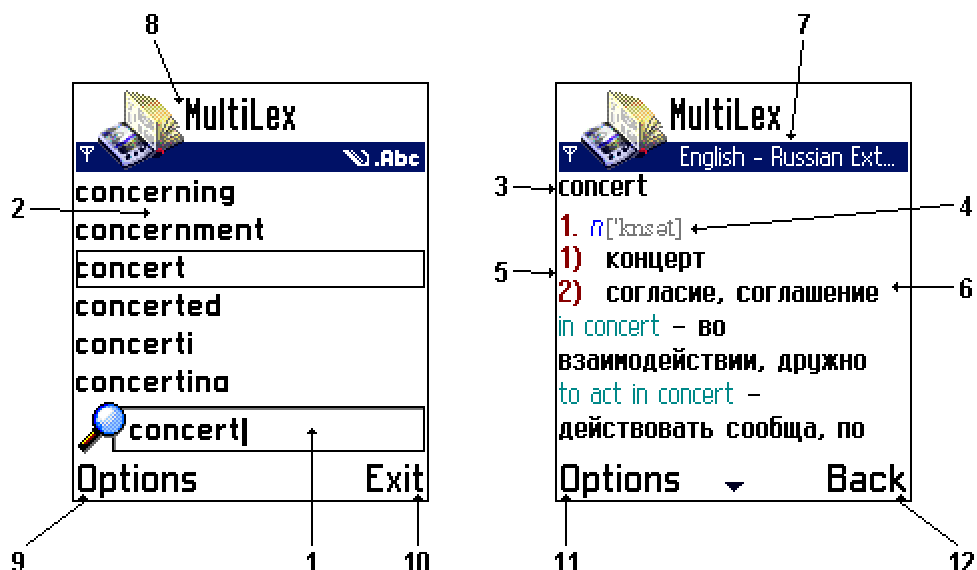 8
7
MultiLex
.Abc
concerning
2
concernment
concert
concerted
concerti
concertina
concert
Options Exit
9 1 10
MultiLex
English - Russian Ext...
3 concert
4
1. n['knsət]
5
1) концерт
6
2) согласие, соглашение
in concert - во
взаимодействии, дружно
to act in concert -
действовать сообща, по
Options Back
11 12